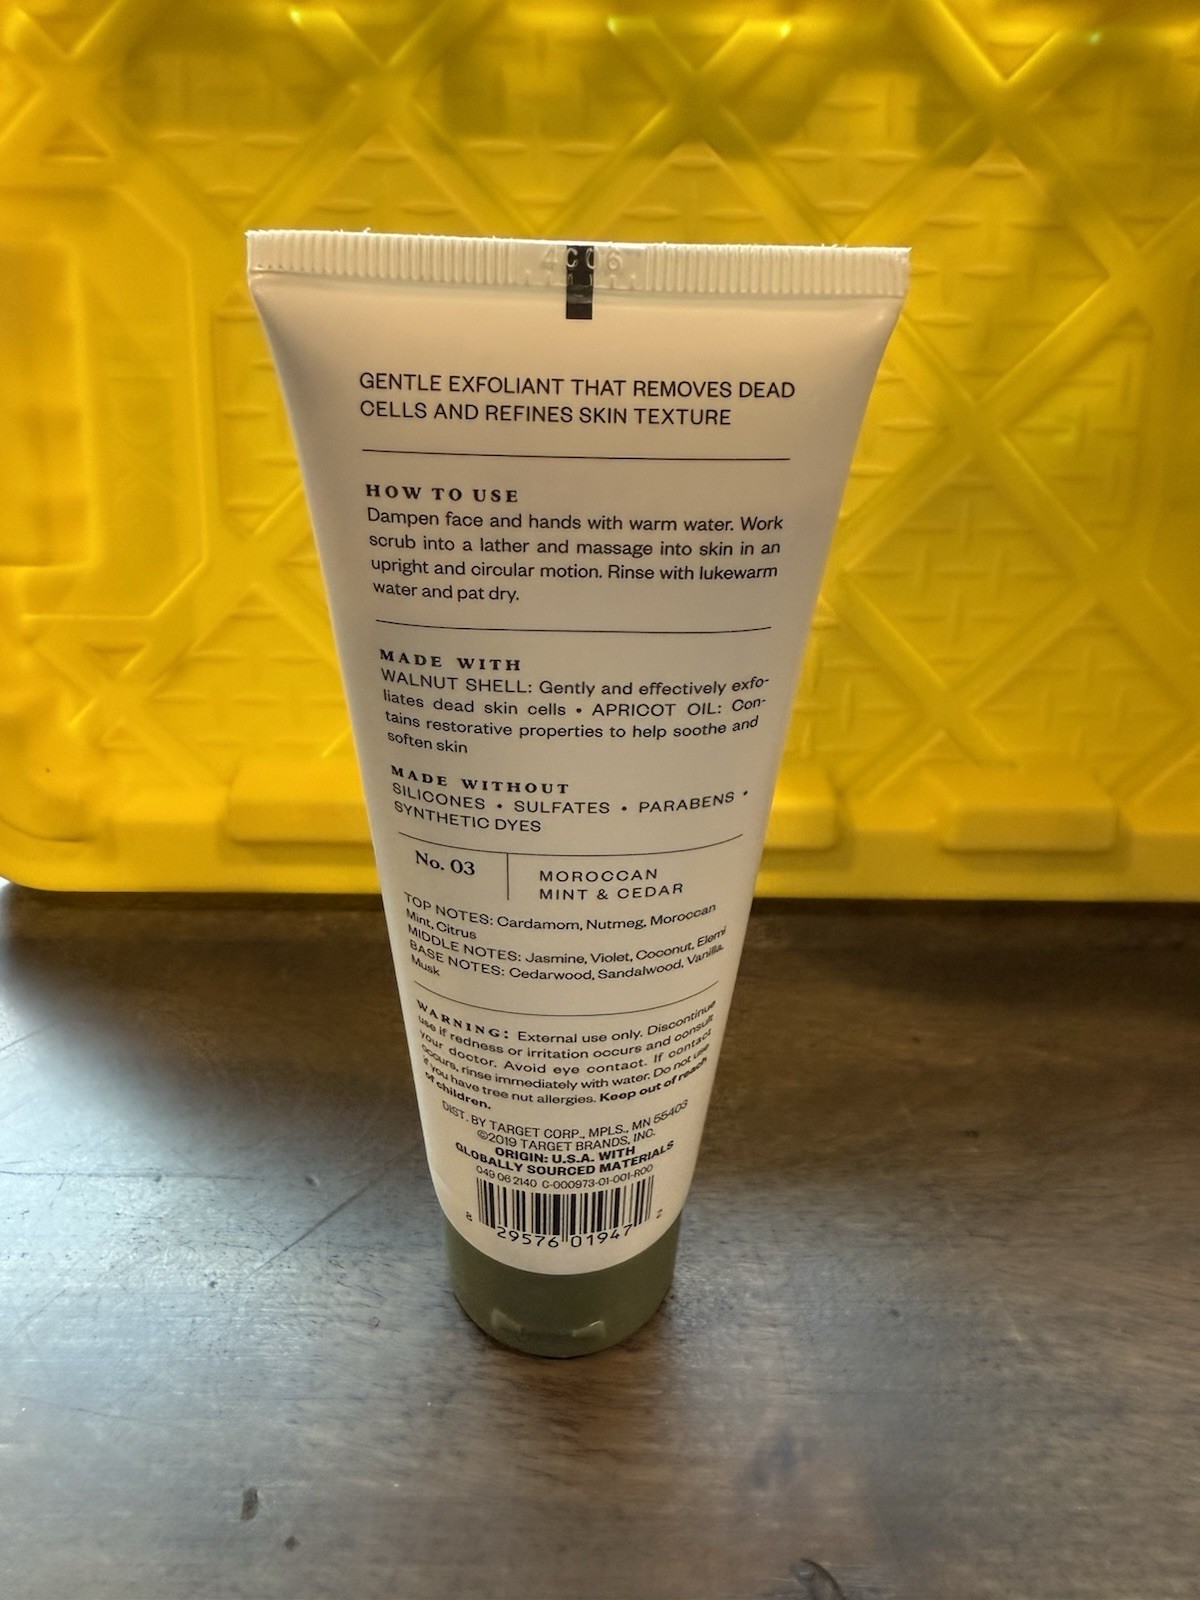 4C06
GENTLE EXFOLIANT THAT REMOVES DEAD
CELLS AND REFINES SKIN TEXTURE
HOW TO USE
Dampen face and hands with warm water. Work
scrub into a lather and massage into skin in an
upright and circular motion. Rinse with lukewarm
water and pat dry.
MADE WITH
WALNUT SHELL: Gently and effectively exfo-
liates dead skin cells • APRICOT OIL: Con-
tains restorative properties to help soothe and
soften skin
MADE WITHOUT
SILICONES • SULFATES • PARABENS •
SYNTHETIC DYES
No. 03
MOROCCAN
MINT & CEDAR
TOP NOTES: Cardamom, Nutmeg, Moroccan
Mint, Citrus
MIDDLE NOTES: Jasmine, Violet, Coconut, Elemi
BASE NOTES: Cedarwood, Sandalwood, Vanilla,
Musk
WARNING: External use only. Discontinue
use if redness or irritation occurs and consult
your doctor. Avoid eye contact. If contact
occurs, rinse immediately with water. Do not use
if you have tree nut allergies. Keep out of reach
of children.
DIST. BY TARGET CORP., MPLS., MN 55403
©2019 TARGET BRANDS, INC.
ORIGIN: U.S.A. WITH
GLOBALLY SOURCED MATERIALS
049 06 2140 C-000973-01-001-R00
8 29576 01947 2